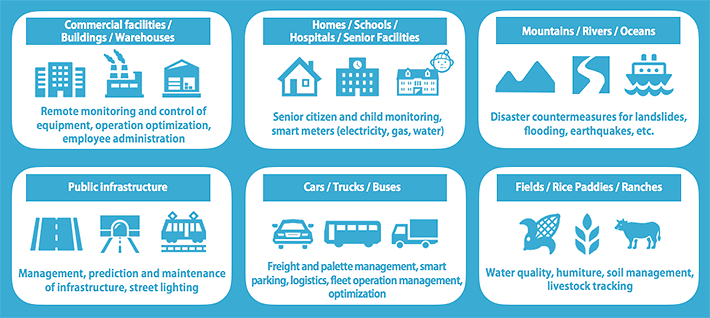 Commercial facilities /
Buildings / Warehouses
Remote monitoring and control of
equipment, operation optimization,
employee administration
Homes / Schools /
Hospitals / Senior Facilities
Senior citizen and child monitoring,
smart meters (electricity, gas, water)
Mountains / Rivers / Oceans
Disaster countermeasures for landslides,
flooding, earthquakes, etc.
Public infrastructure
Management, prediction and maintenance
of infrastructure, street lighting
Cars / Trucks / Buses
Freight and palette management, smart
parking, logistics, fleet operation management,
optimization
Fields / Rice Paddies / Ranches
Water quality, humiture, soil management,
livestock tracking